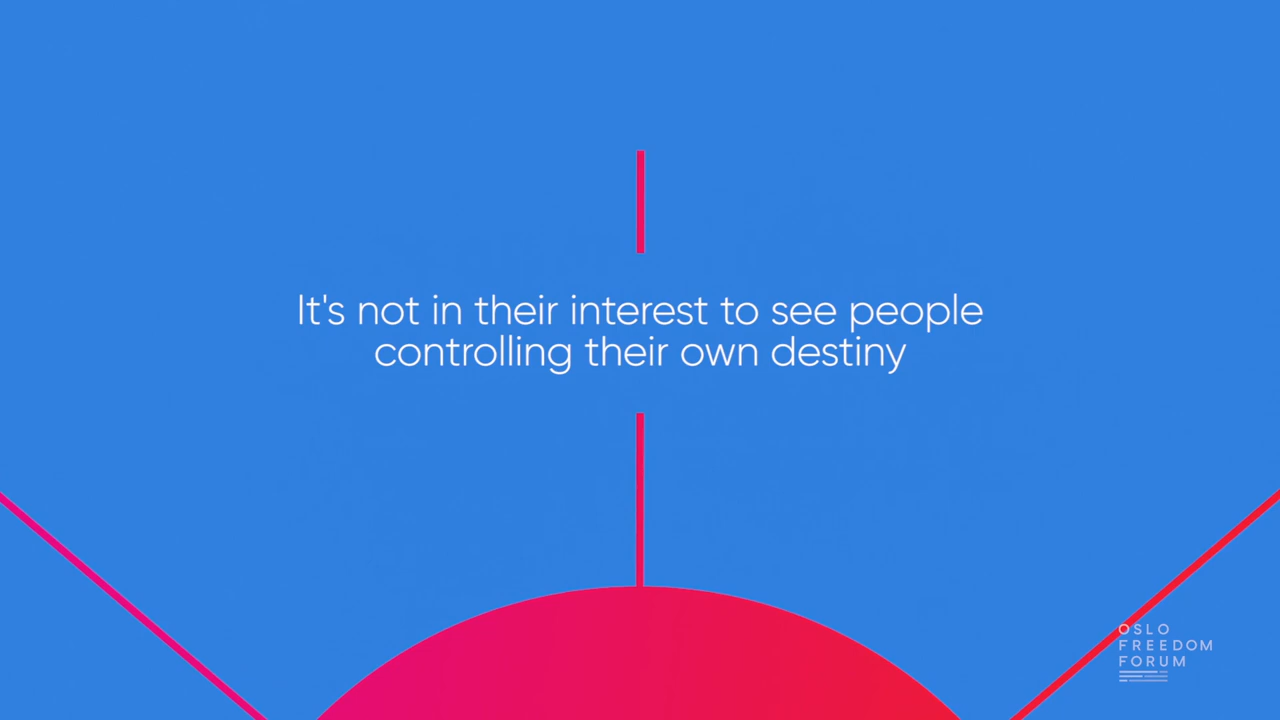 It's not in their interest to see people
controlling their own destiny
OSLO
FREEDOM
FORUM